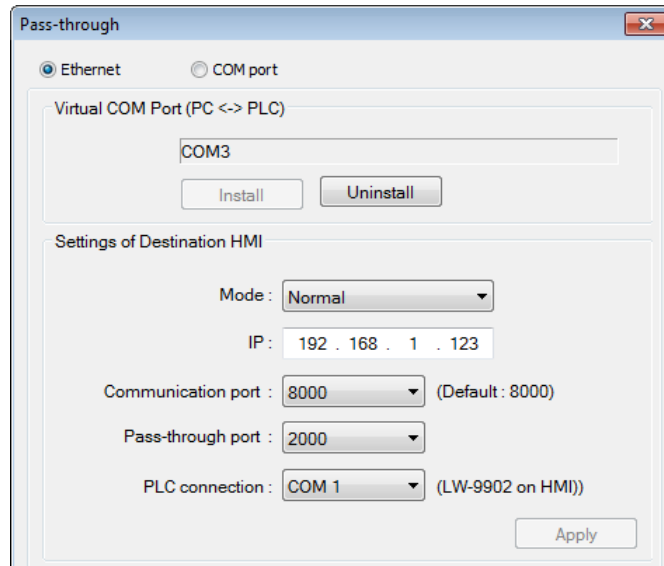 Pass-through
Ethernet COM port
Virtual COM Port (PC <-> PLC)
COM3
Install Uninstall
Settings of Destination HMI
Mode : Normal
IP : 192 . 168 . 1 . 123
Communication port : 8000 (Default : 8000)
Pass-through port : 2000
PLC connection : COM 1 (LW-9902 on HMI))
Apply